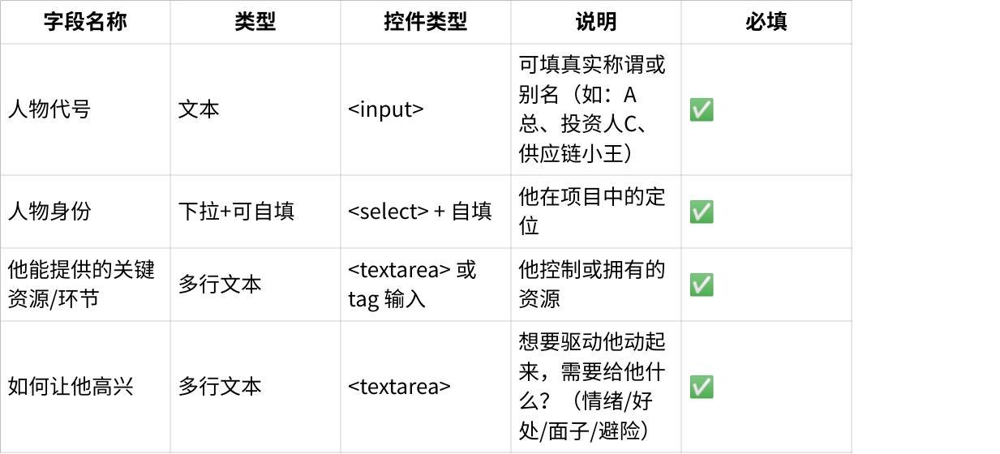 字段名称 类型 控件类型 说明 必填
人物代号 文本 <input> 可填真实称谓或
别名（如：A
总、投资人C、
供应链小王） ✅
人物身份 下拉+可自填 <select> + 自填 他在项目中的定
位 ✅
他能提供的关键
资源/环节 多行文本 <textarea> 或
tag 输入 他控制或拥有的
资源 ✅
如何让他高兴 多行文本 <textarea> 想要驱动他动起
来，需要给他什
么？（情绪/好
处/面子/避险） ✅